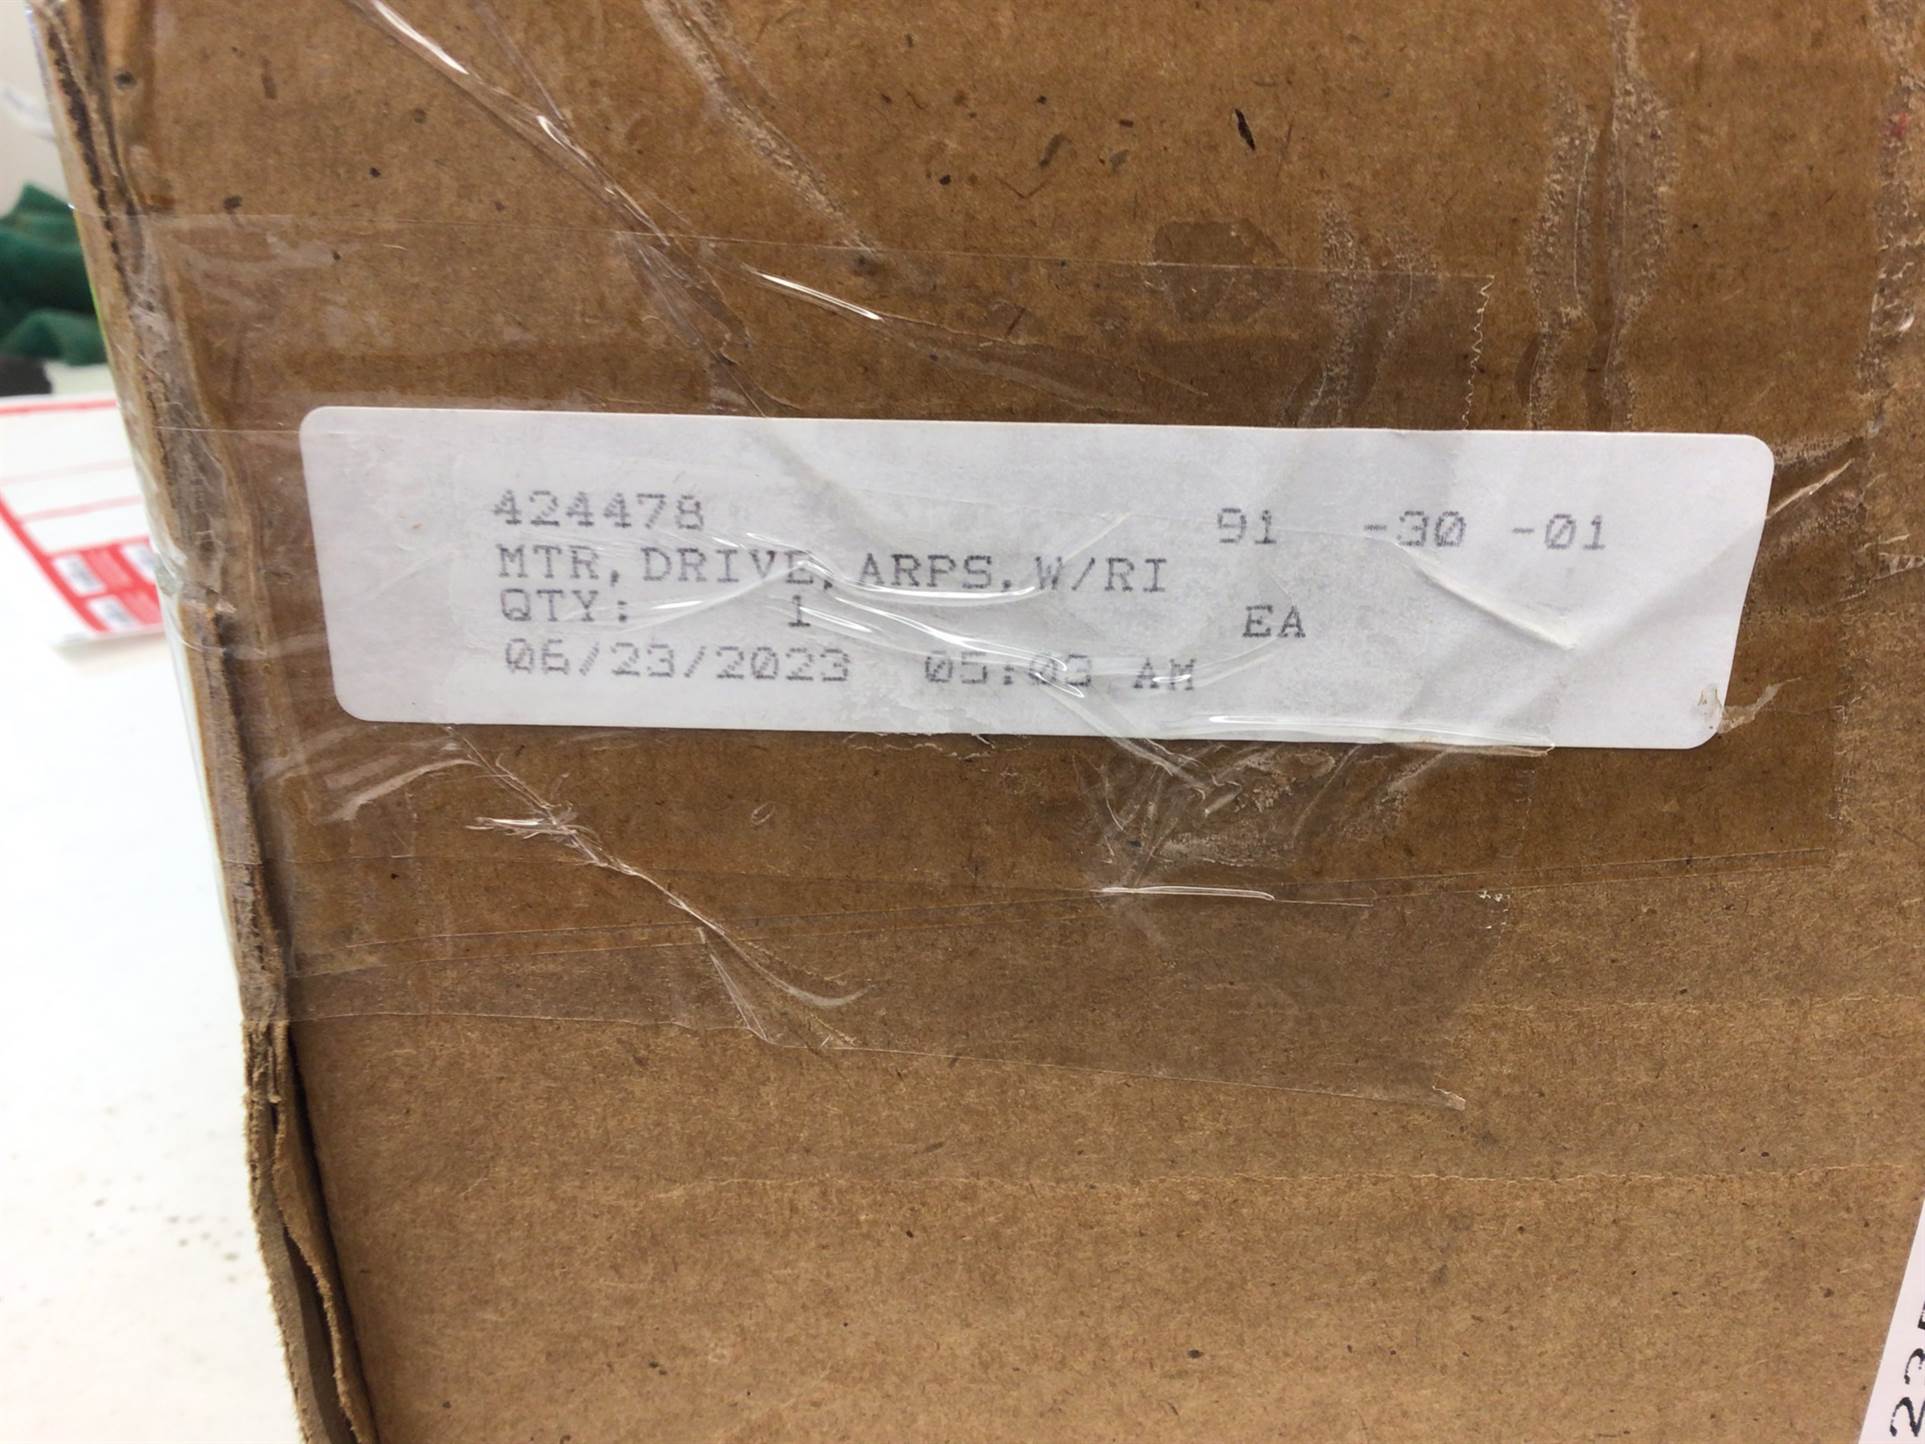 424478 91 -30 -01
MTR, DRIVE, ARPS, W/RI
QTY: 1 EA
06/23/2023 05:03 AM